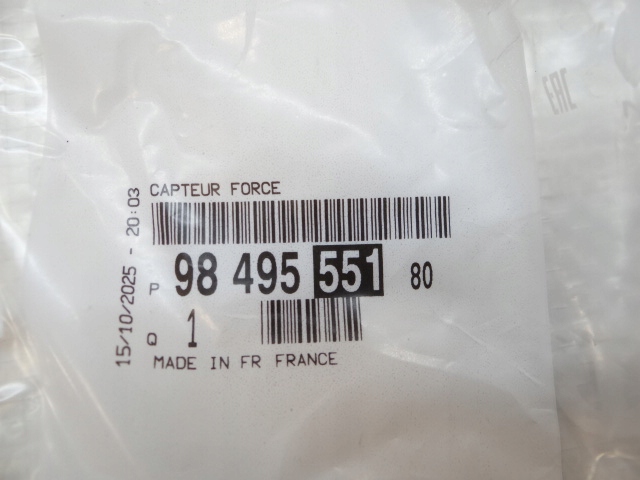 CAPTEUR FORCE
P 98 495 551 80
Q 1
MADE IN FR FRANCE
15/10/2025 - 20:03
EAC